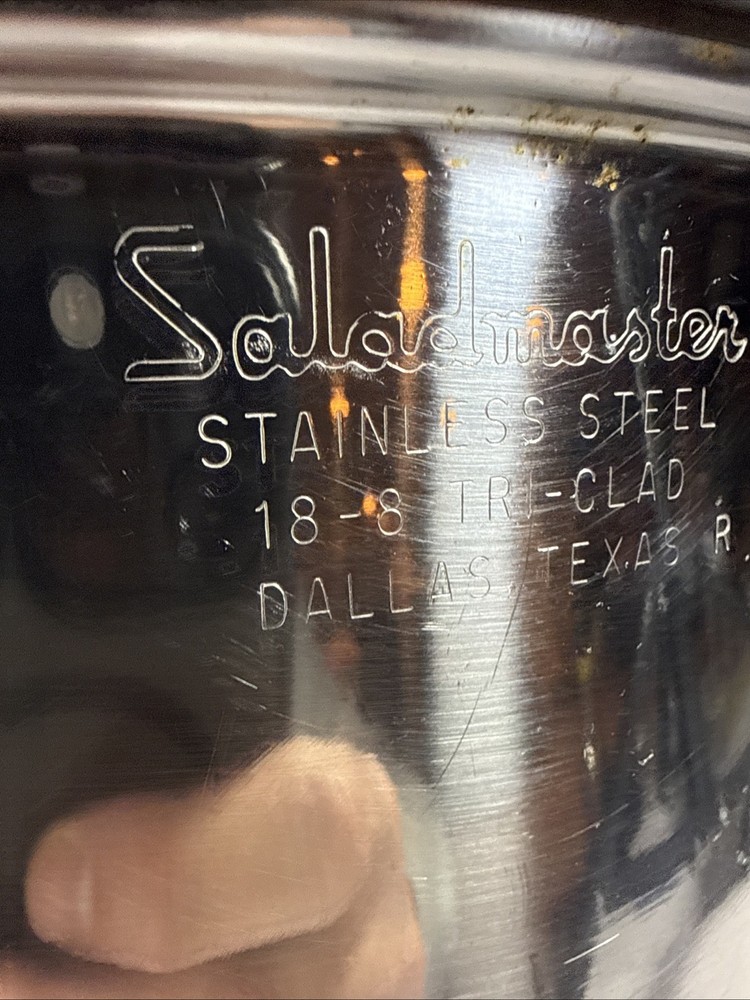 Saladmaster
STAINLESS STEEL
18-8 TRI-CLAD
DALLAS, TEXAS R.